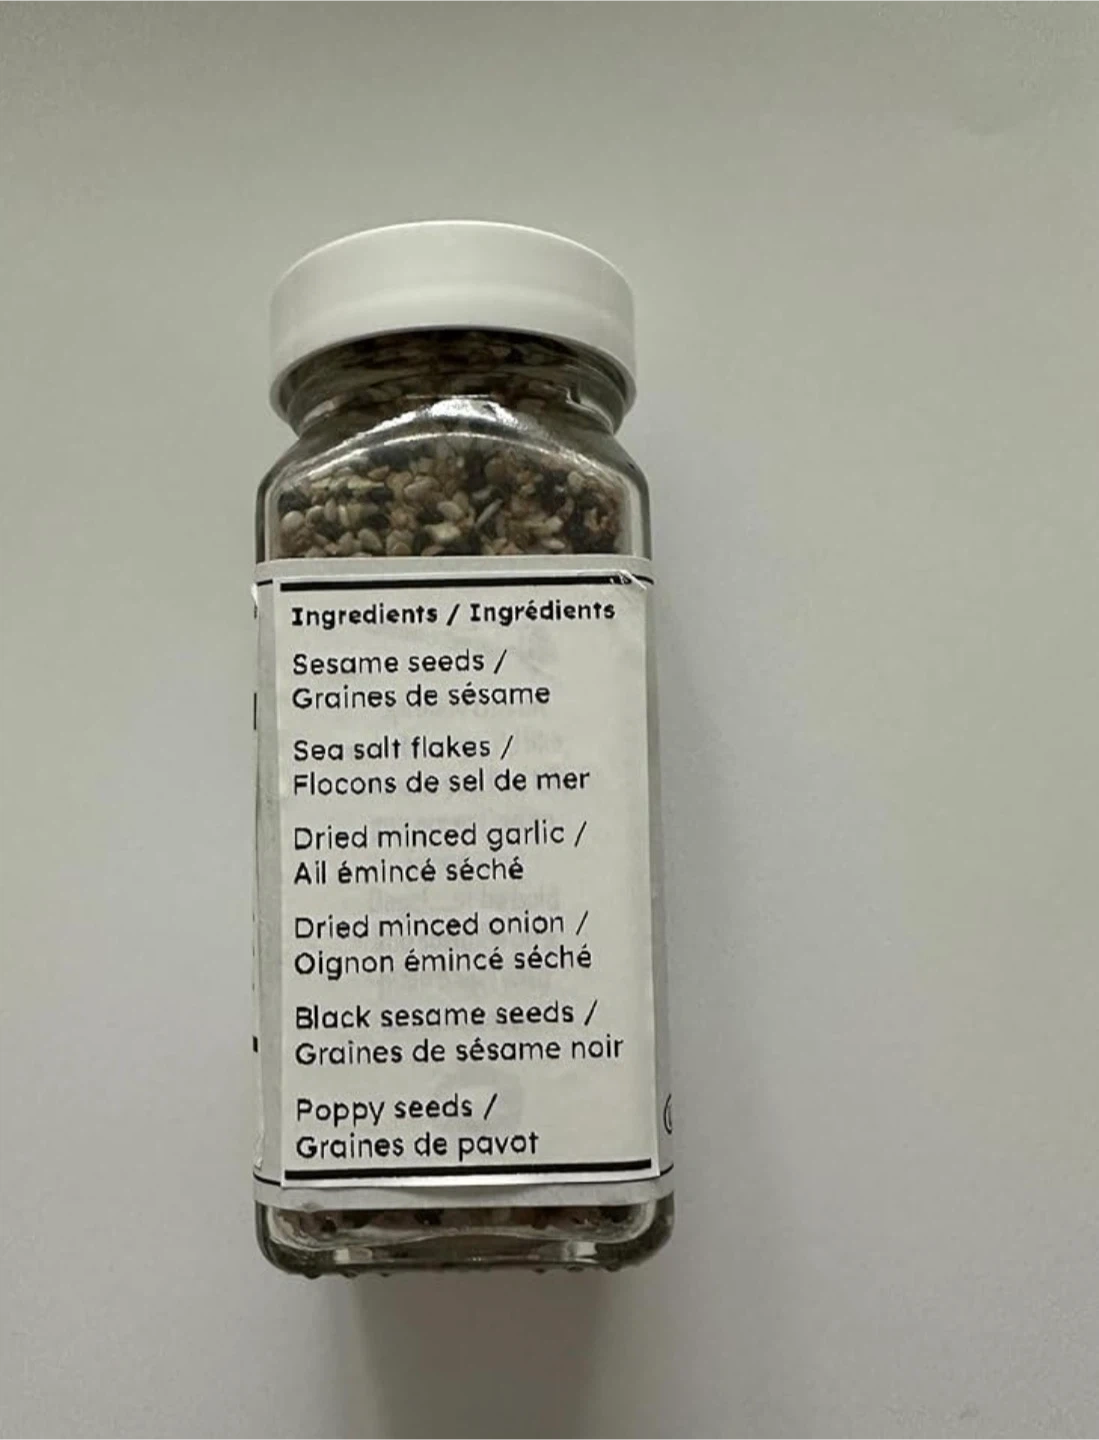 Ingredients / Ingrédients
Sesame seeds /
Graines de sésame
Sea salt flakes /
Flocons de sel de mer
Dried minced garlic /
Ail émincé séché
Dried minced onion /
Oignon émincé séché
Black sesame seeds /
Graines de sésame noir
Poppy seeds /
Graines de pavot